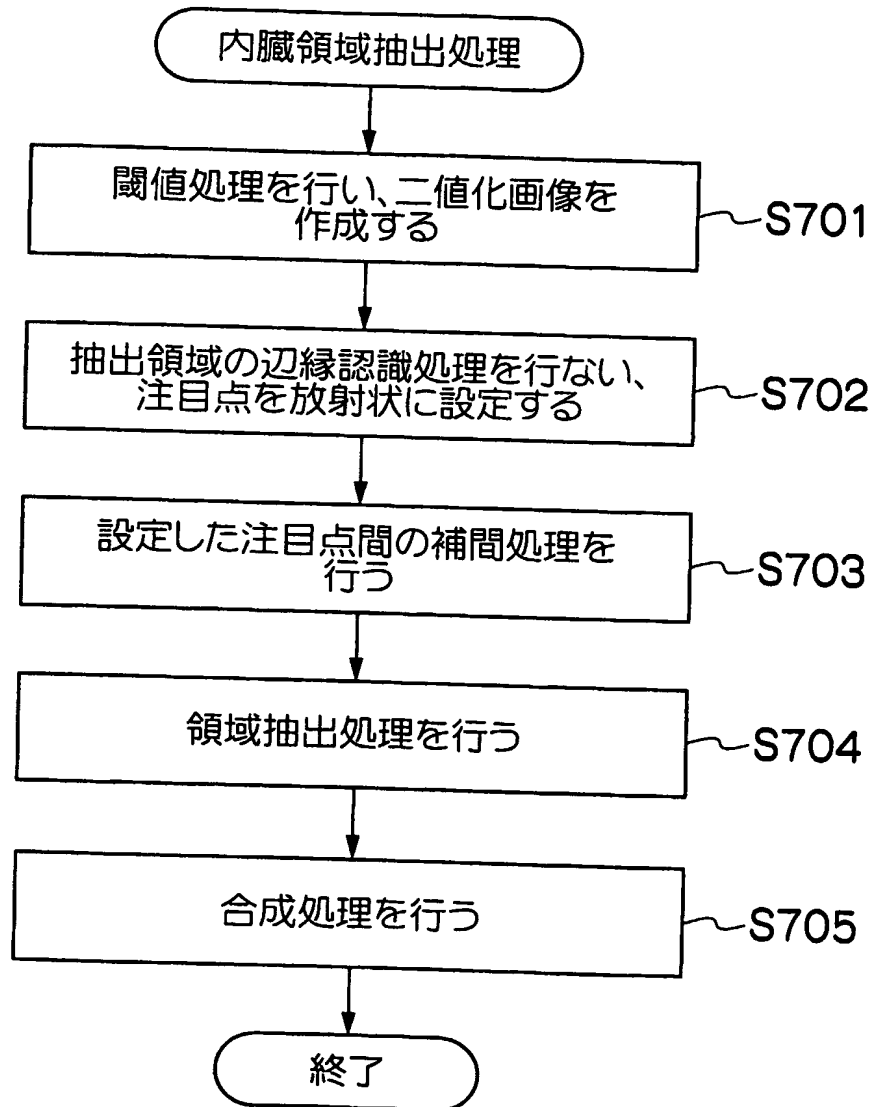 内臓領域抽出処理
閾値処理を行い、二値化画像を
作成する
S701
抽出領域の辺縁認識処理を行ない、
注目点を放射状に設定する
S702
設定した注目点間の補間処理を
行う
S703
領域抽出処理を行う
S704
合成処理を行う
S705
終了